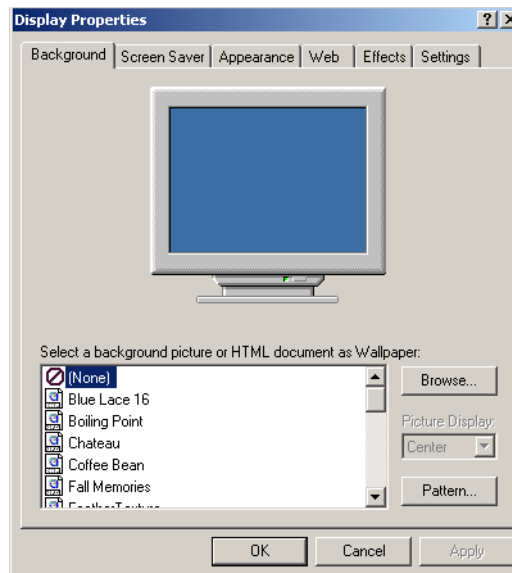 Display Properties
Background Screen Saver Appearance Web Effects Settings
Select a background picture or HTML document as Wallpaper:
(None)
Blue Lace 16
Boiling Point
Chateau
Coffee Bean
Fall Memories
FeatherTexture
Browse...
Picture Display:
Center
Pattern...
OK Cancel Apply